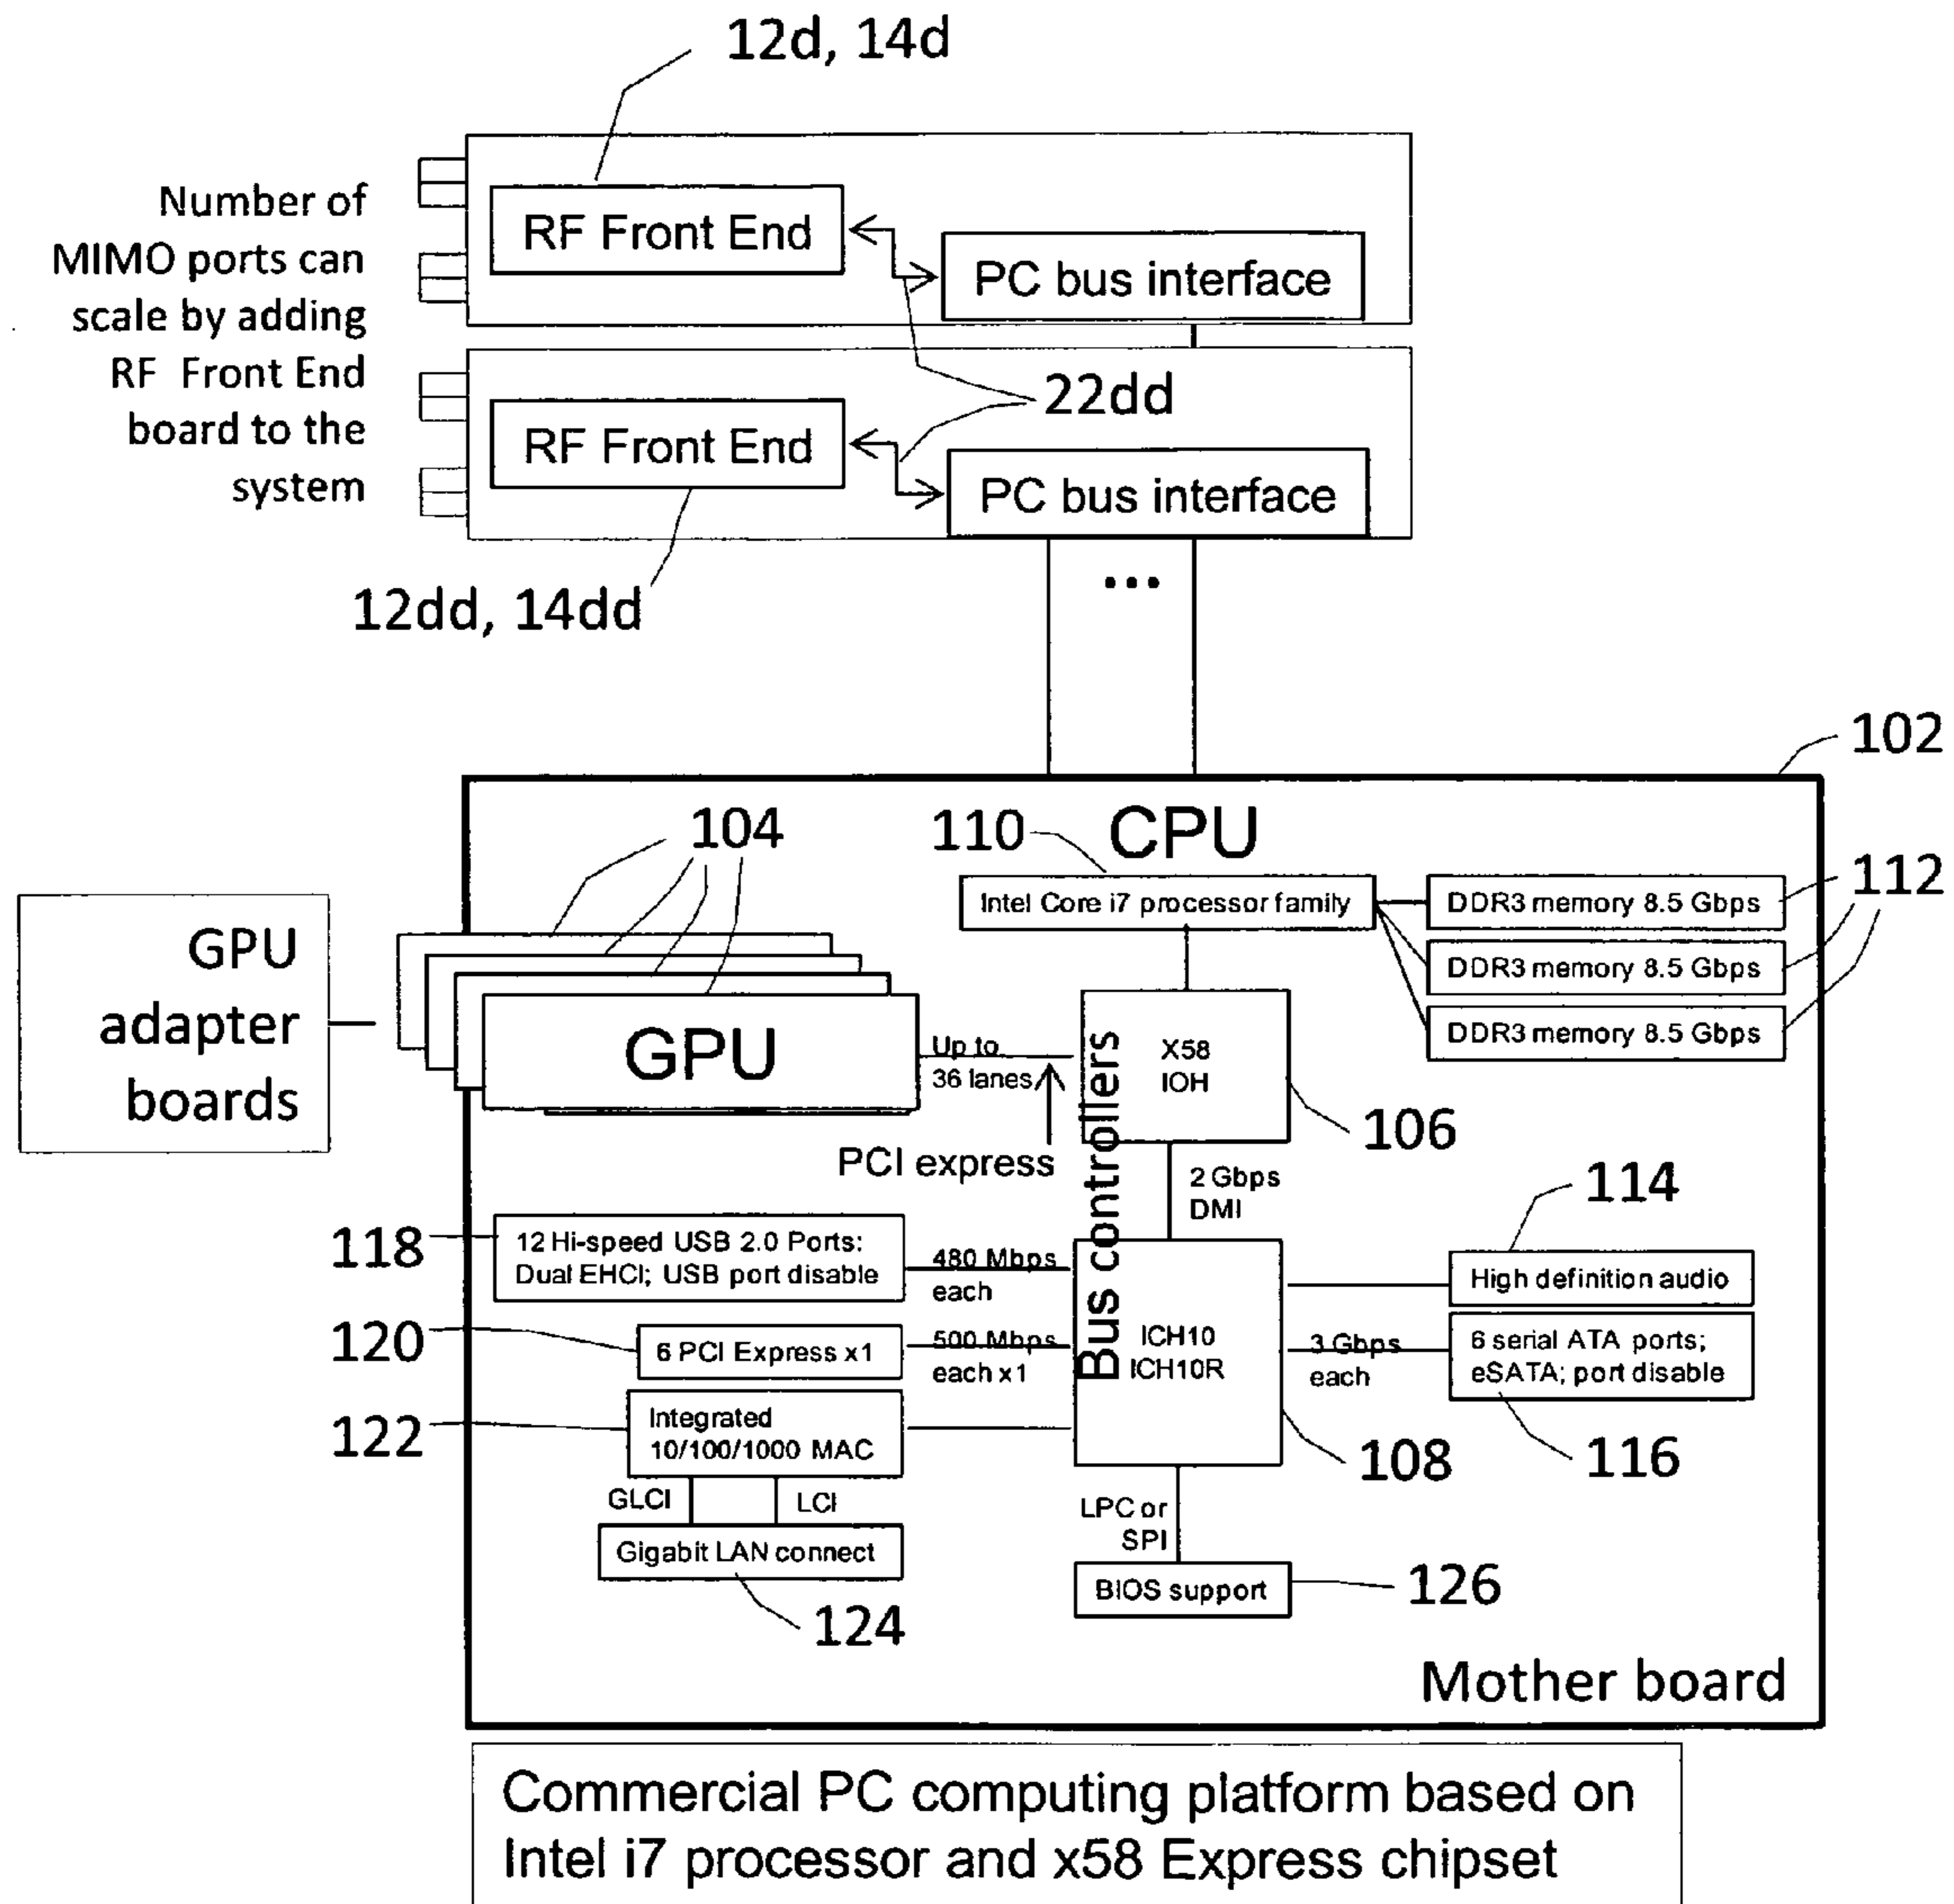 12d, 14d
Number of
MIMO ports can
scale by adding
RF Front End
board to the
system
RF Front End
PC bus interface
22dd
RF Front End
PC bus interface
12dd, 14dd
...
102
CPU
104
110
112
Intel Core i7 processor family
DDR3 memory 8.5 Gbps
DDR3 memory 8.5 Gbps
DDR3 memory 8.5 Gbps
GPU
adapter
boards
GPU
Up to
36 lanes
PCI express
Bus controllers
X58
IOH
106
2 Gbps
DMI
114
118
12 Hi-speed USB 2.0 Ports:
Dual EHCI; USB port disable
480 Mbps
each
High definition audio
120
6 PCI Express x1
500 Mbps
each x1
ICH10
ICH10R
3 Gbps
each
6 serial ATA ports;
eSATA; port disable
122
Integrated
10/100/1000 MAC
108
116
GLCI
LCI
LPC or
SPI
Gigabit LAN connect
124
BIOS support
126
Mother board
Commercial PC computing platform based on
Intel i7 processor and x58 Express chipset